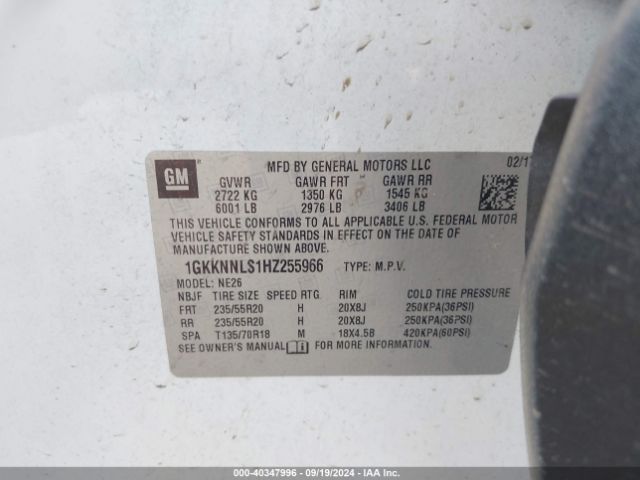 GM
MFD BY GENERAL MOTORS LLC 02/17
GVWR GAWR FRT GAWR RR
2722 KG 1350 KG 1545 KG
6001 LB 2976 LB 3406 LB
THIS VEHICLE CONFORMS TO ALL APPLICABLE U.S. FEDERAL MOTOR
VEHICLE SAFETY STANDARDS IN EFFECT ON THE DATE OF
MANUFACTURE SHOWN ABOVE.
1GKKNNLS1HZ255966 TYPE: M.P.V.
MODEL: NE26
NBJF TIRE SIZE SPEED RTG. RIM COLD TIRE PRESSURE
FRT 235/55R20 H 20X8J 250KPA(36PSI)
RR 235/55R20 H 20X8J 250KPA(36PSI)
SPA T135/70R18 M 18X4.5B 420KPA(60PSI)
SEE OWNER'S MANUAL FOR MORE INFORMATION.
000-40347996 - 09/19/2024 - IAA Inc.